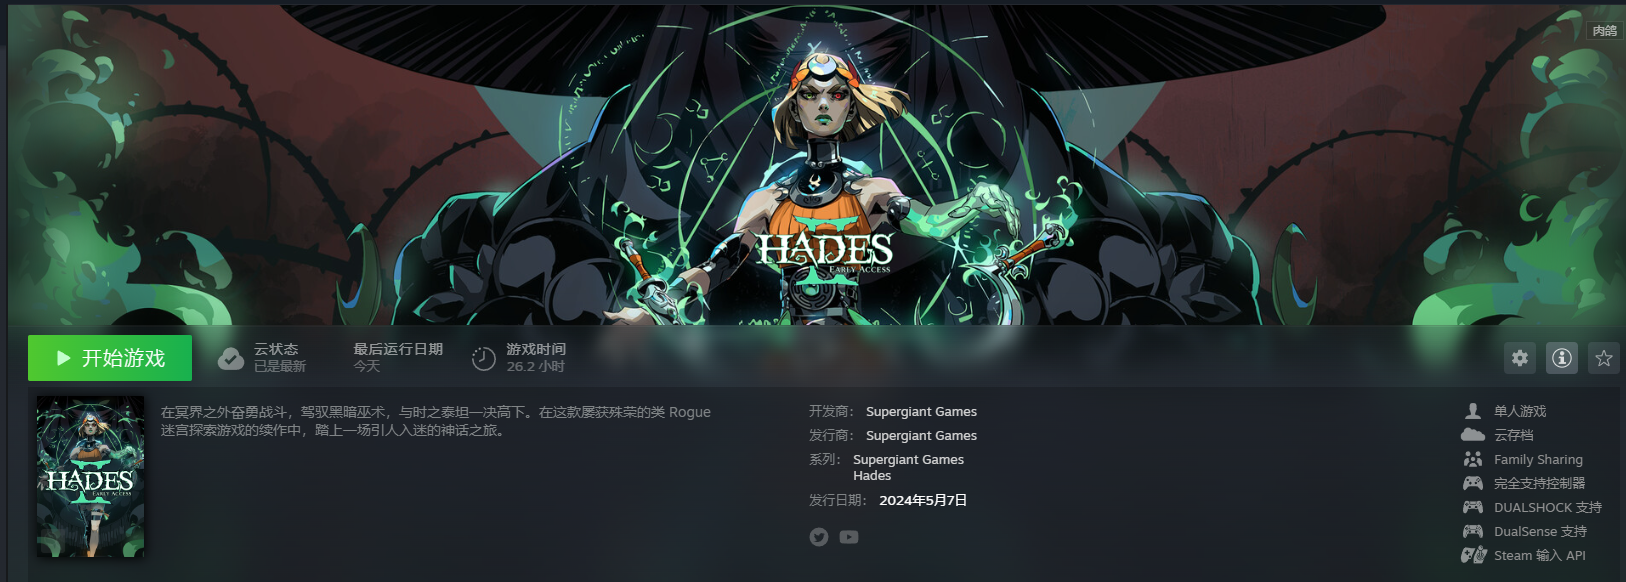 肉鸽
HADES
II
EARLY ACCESS
开始游戏
云状态
已是最新
最后运行日期
今天
游戏时间
26.2 小时
在冥界之外奋勇战斗，驾驭黑暗巫术，与时之泰坦一决高下。在这款屡获殊荣的类 Rogue
迷宫探索游戏的续作中，踏上一场引人入迷的神话之旅。
HADES
II
EARLY ACCESS
开发商： Supergiant Games
发行商： Supergiant Games
系列： Supergiant Games
Hades
发行日期： 2024年5月7日
单人游戏
云存档
Family Sharing
完全支持控制器
DUALSHOCK 支持
DualSense 支持
Steam 输入 API